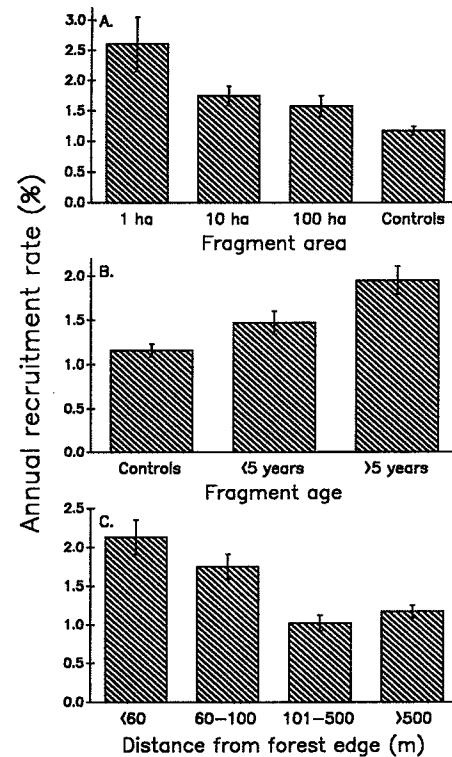 Annual recruitment rate (%)
A.
3.0
2.5
2.0
1.5
1.0
0.5
0.0
1 ha 10 ha 100 ha Controls
Fragment area
B.
2.0
1.5
1.0
0.5
0.0
Controls <5 years >5 years
Fragment age
C.
2.5
2.0
1.5
1.0
0.5
0.0
<60 60–100 101–500 >500
Distance from forest edge (m)